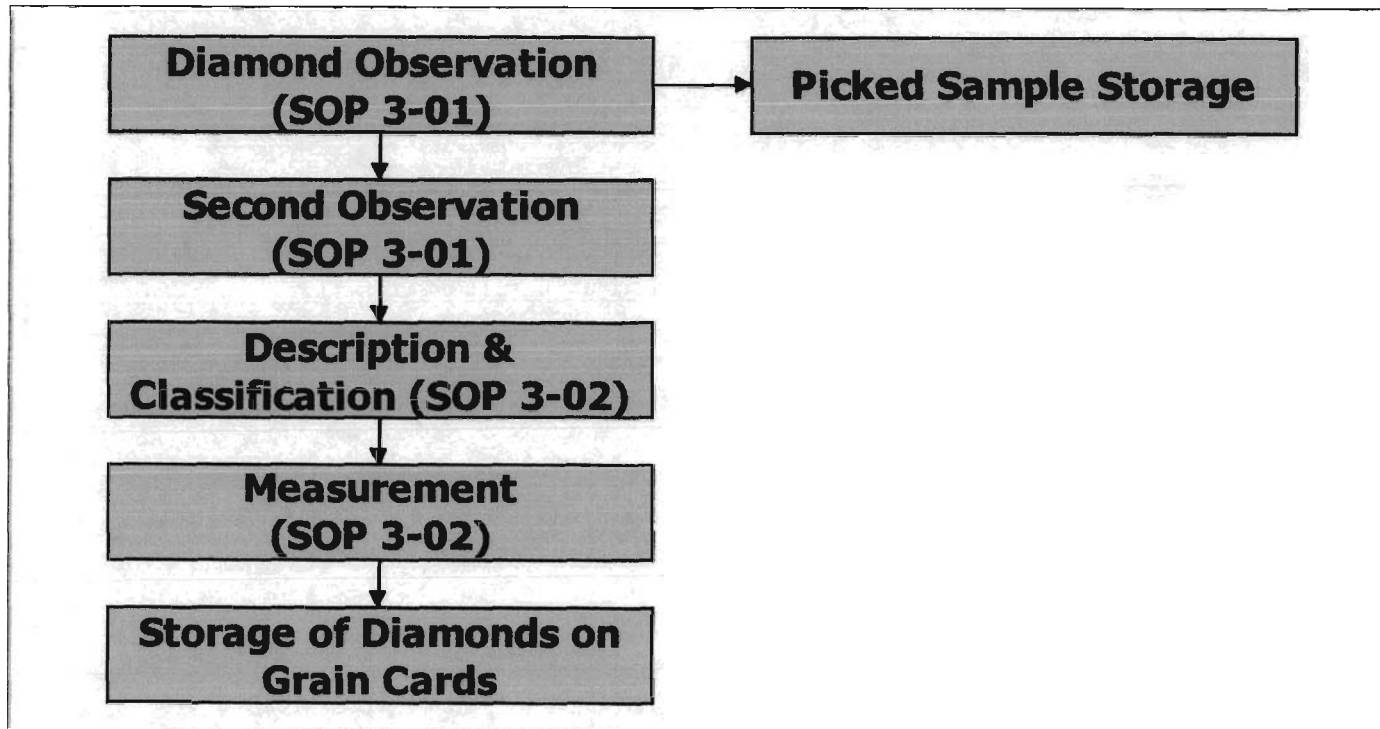 Diamond Observation
(SOP 3-01)
Picked Sample Storage
Second Observation
(SOP 3-01)
Description &
Classification (SOP 3-02)
Measurement
(SOP 3-02)
Storage of Diamonds on
Grain Cards